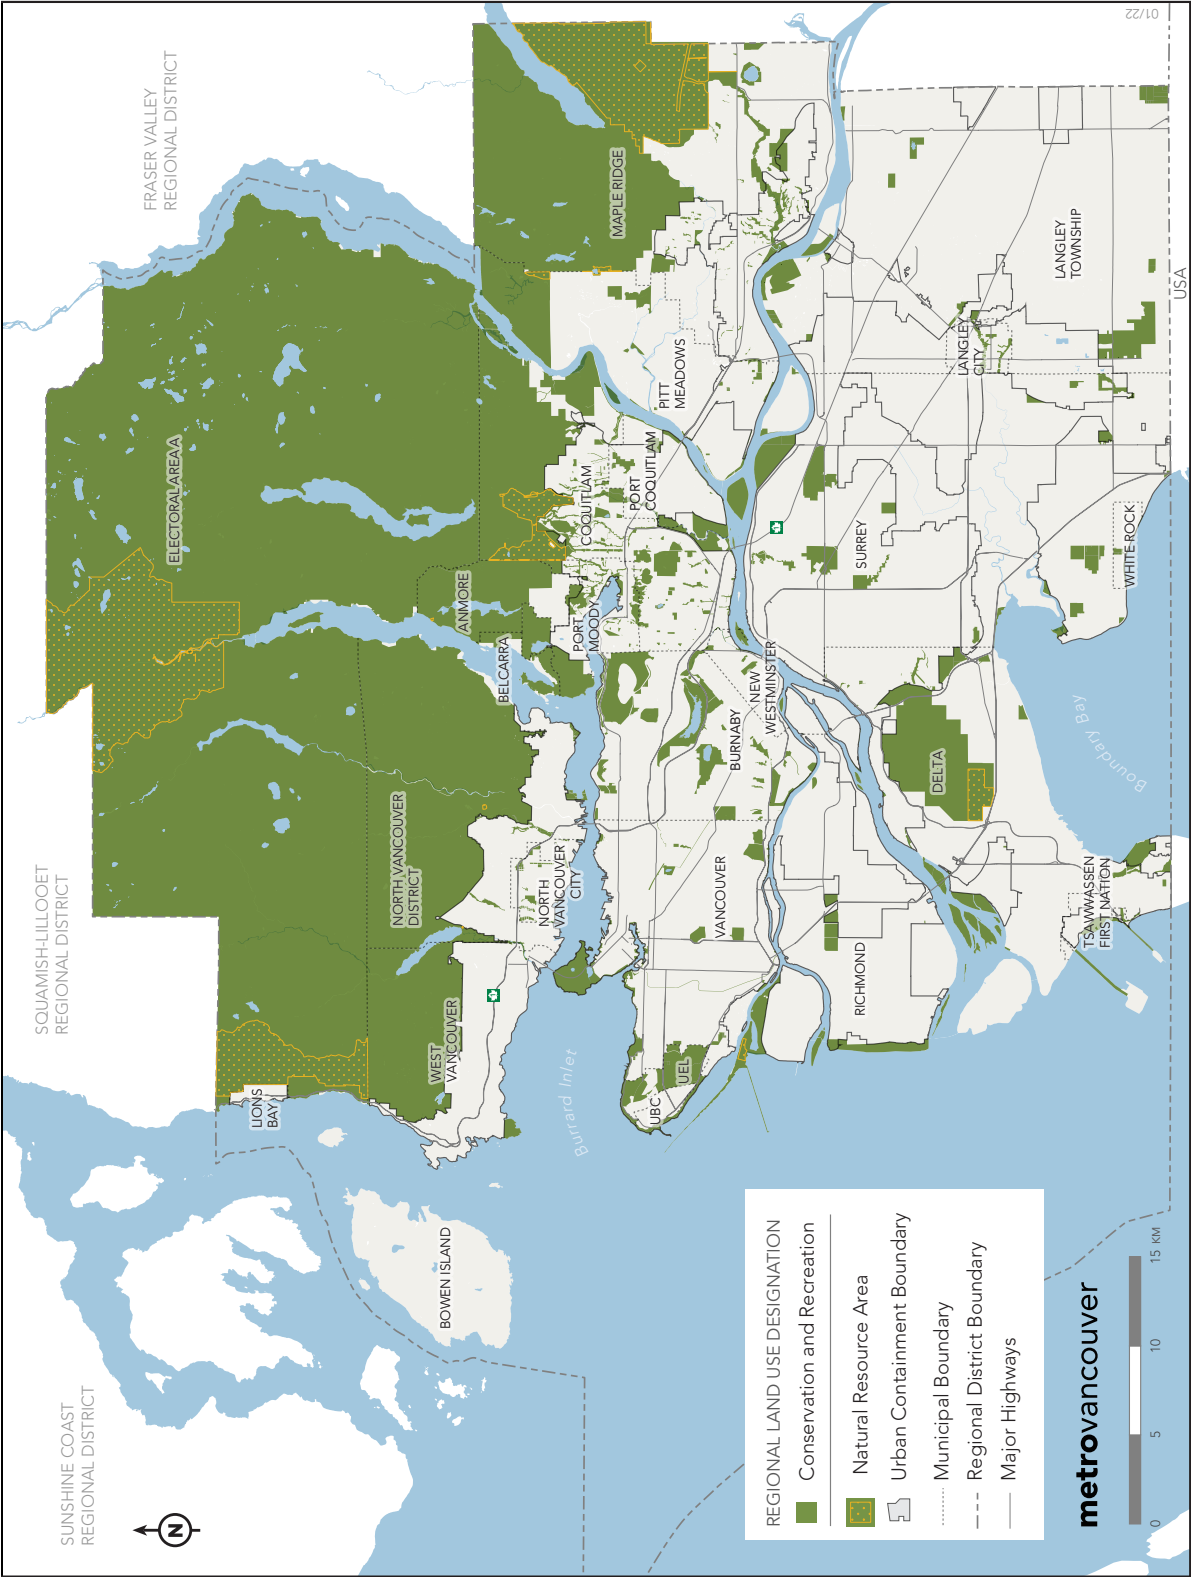 SUNSHINE COAST
REGIONAL DISTRICT
SQUAMISH-LILLOOET
REGIONAL DISTRICT
FRASER VALLEY
REGIONAL DISTRICT
01/22
N
ELECTORAL AREA A
LIONS
BAY
BOWEN ISLAND
WEST
VANCOUVER
1
NORTH VANCOUVER
DISTRICT
NORTH
VANCOUVER
CITY
BELCARRA
ANMORE
PORT
MOODY
COQUITLAM
PORT
COQUITLAM
PITT
MEADOWS
MAPLE RIDGE
Burrard Inlet
UBC
UEL
VANCOUVER
BURNABY
NEW
WESTMINSTER
1
SURREY
RICHMOND
DELTA
LANGLEY
CITY
LANGLEY
TOWNSHIP
WHITE ROCK
TSAWWASSEN
FIRST NATION
Boundary Bay
USA
REGIONAL LAND USE DESIGNATION
Conservation and Recreation
Natural Resource Area
Urban Containment Boundary
Municipal Boundary
Regional District Boundary
Major Highways
metrovancouver
0 5 10 15 KM